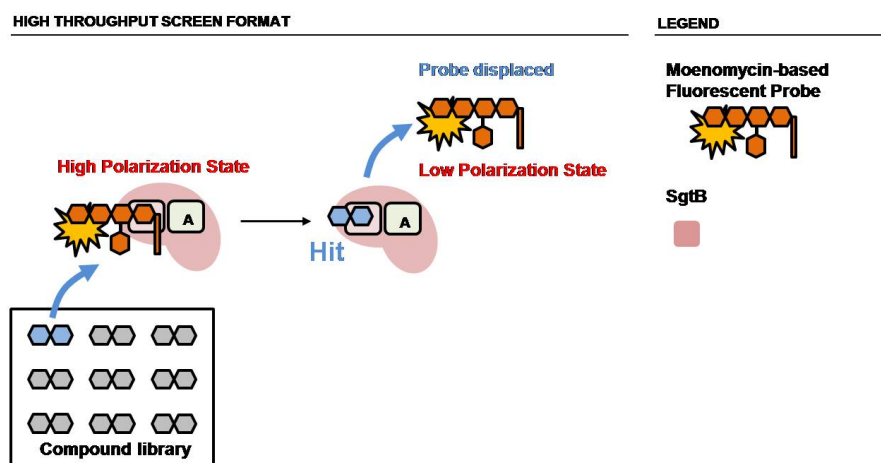 HIGH THROUGHPUT SCREEN FORMAT
LEGEND
Probe displaced
Moenomycin-based
Fluorescent Probe
High Polarization State
Low Polarization State
SgtB
A
A
Hit
Compound library